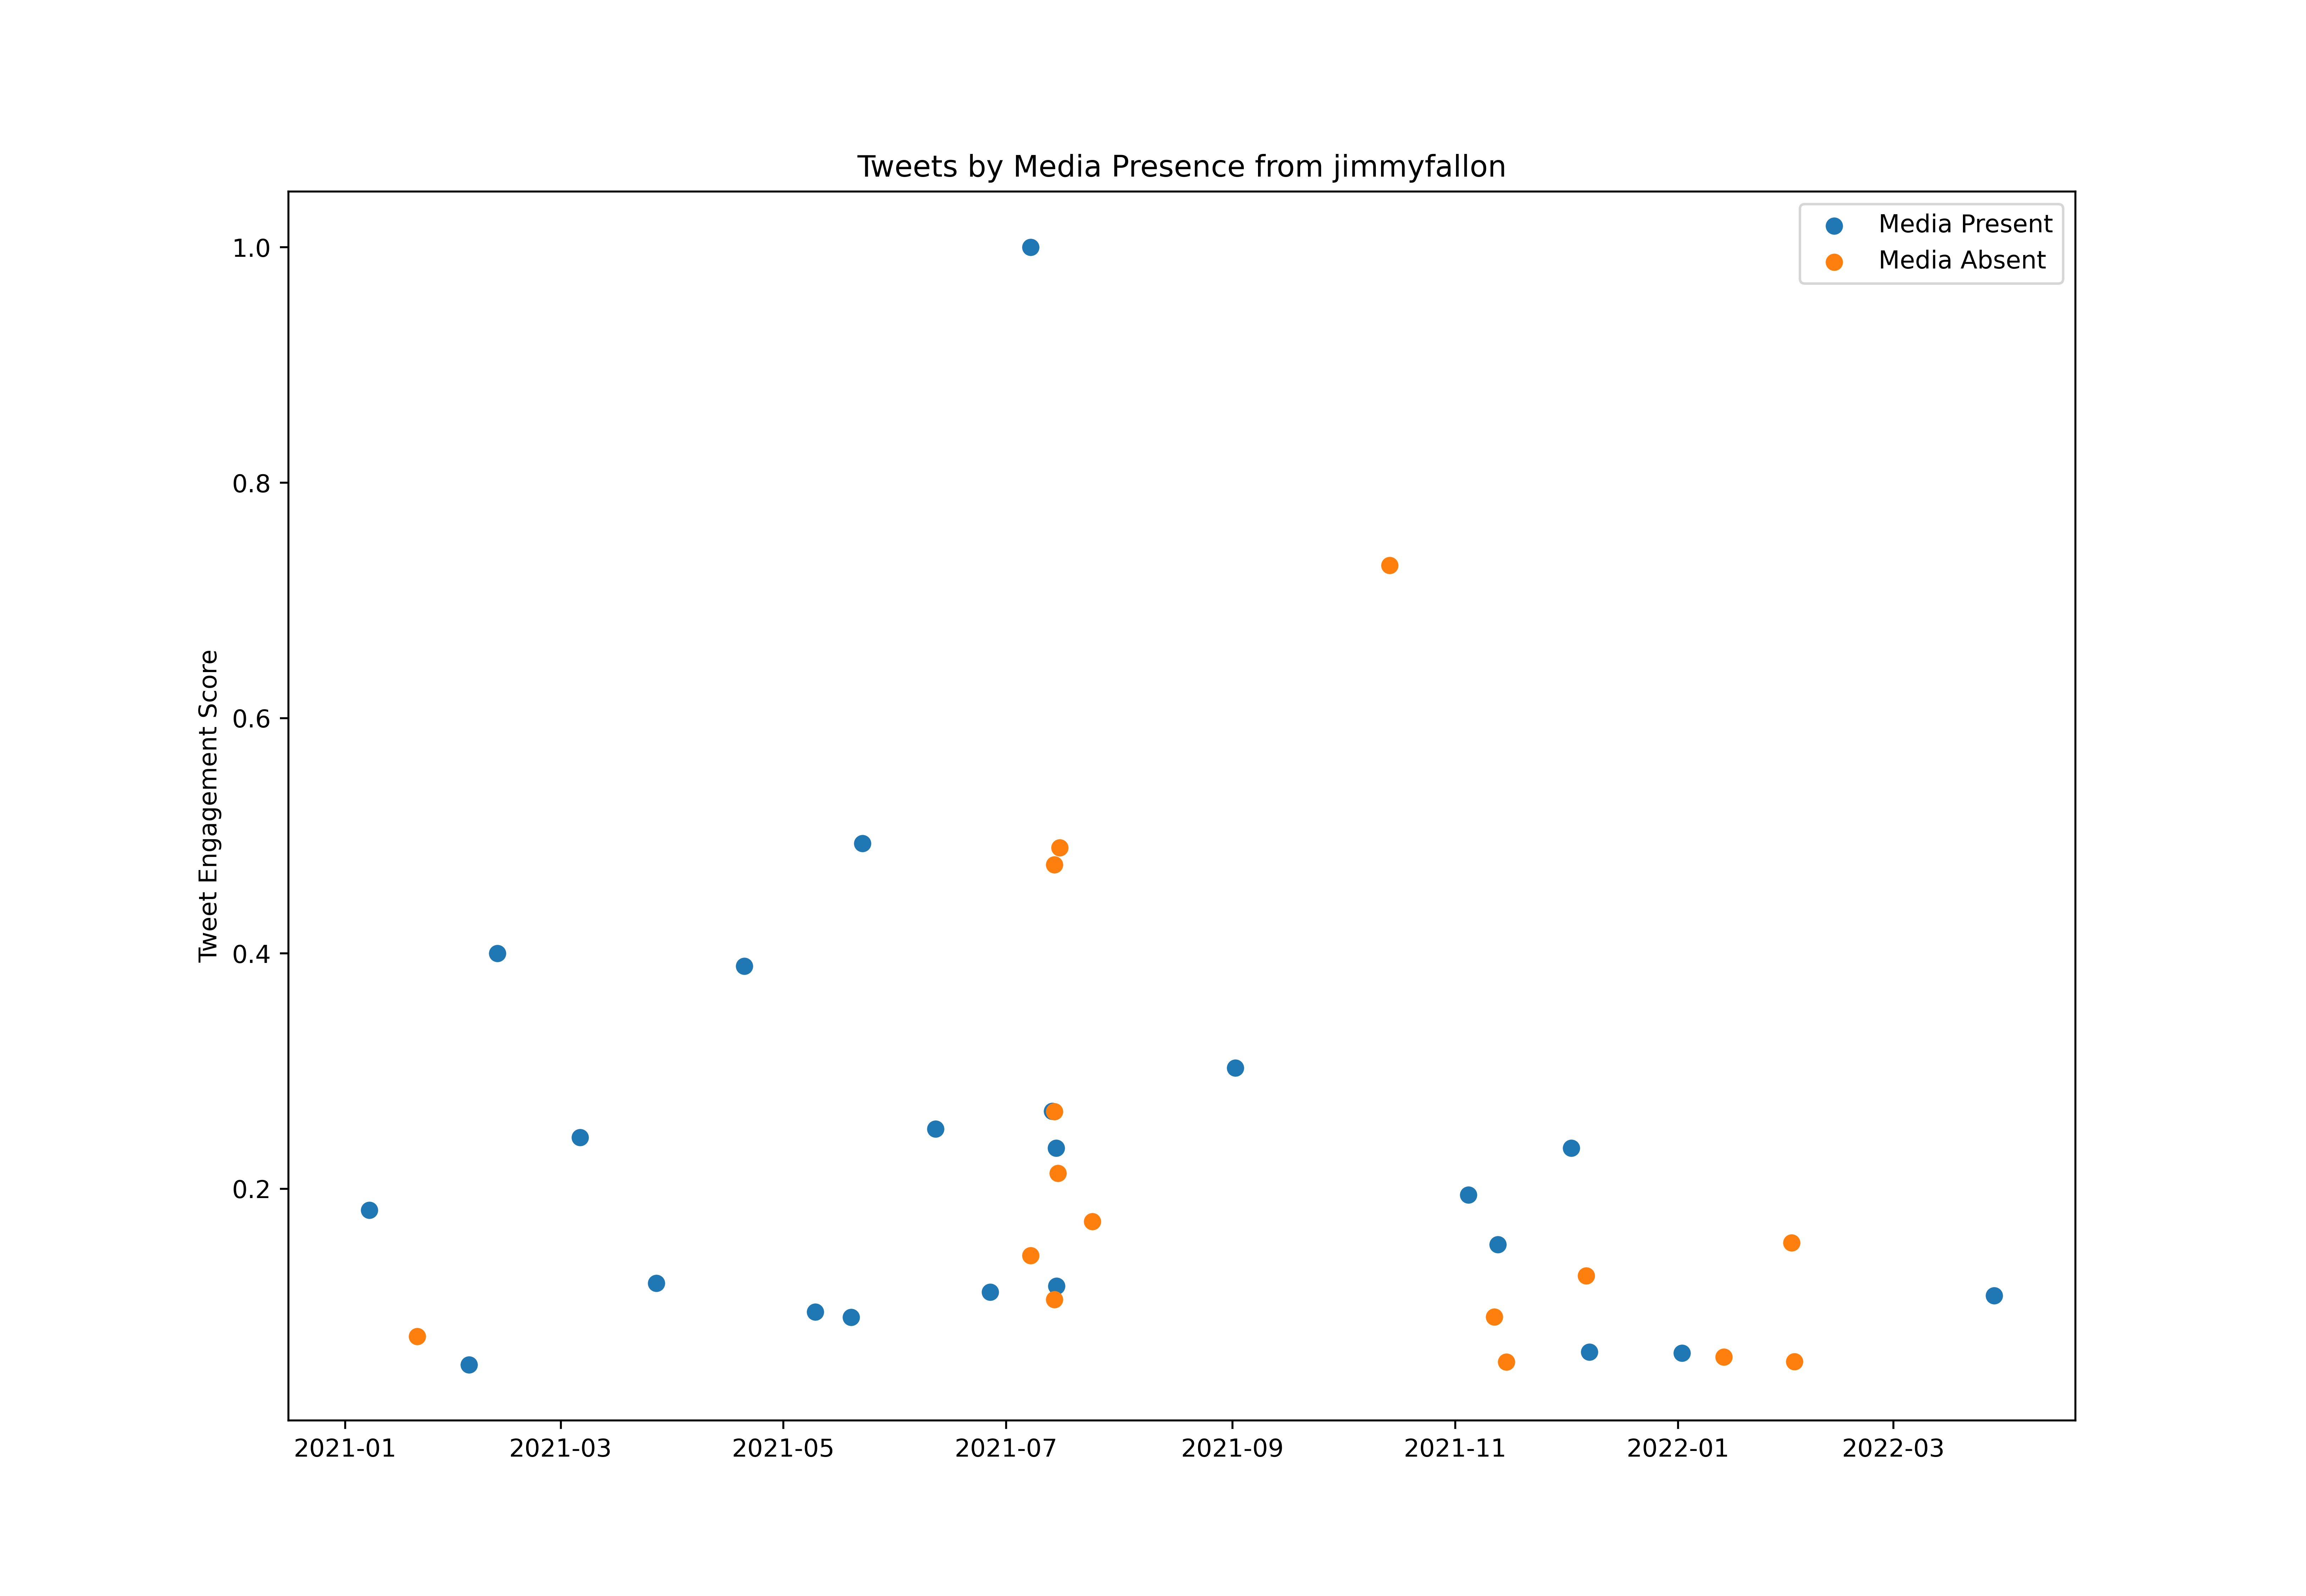 Tweets by Media Presence from jimmyfallon
Media Present
Media Absent
1.0
0.8
0.6
0.4
0.2
Tweet Engagement Score
2021-01 2021-03 2021-05 2021-07 2021-09 2021-11 2022-01 2022-03